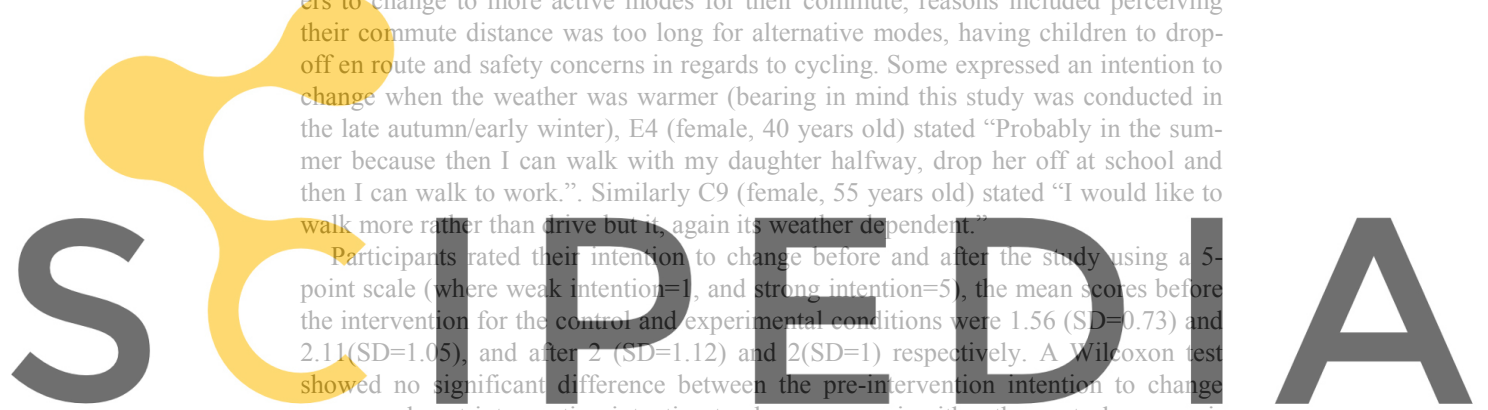 ers to change to more active modes for their commute, reasons included perceiving
their commute distance was too long for alternative modes, having children to drop-
off en route and safety concerns in regards to cycling. Some expressed an intention to
change when the weather was warmer (bearing in mind this study was conducted in
the late autumn/early winter), E4 (female, 40 years old) stated “Probably in the sum-
mer because then I can walk with my daughter halfway, drop her off at school and
then I can walk to work.”. Similarly C9 (female, 55 years old) stated “I would like to
walk more rather than drive but it, again its weather dependent.”
Participants rated their intention to change before and after the study using a 5-
point scale (where weak intention=1, and strong intention=5), the mean scores before
the intervention for the control and experimental conditions were 1.56 (SD=0.73) and
2.11(SD=1.05), and after 2 (SD=1.12) and 2(SD=1) respectively. A Wilcoxon test
showed no significant difference between the pre-intervention intention to change
SCIPEDIA